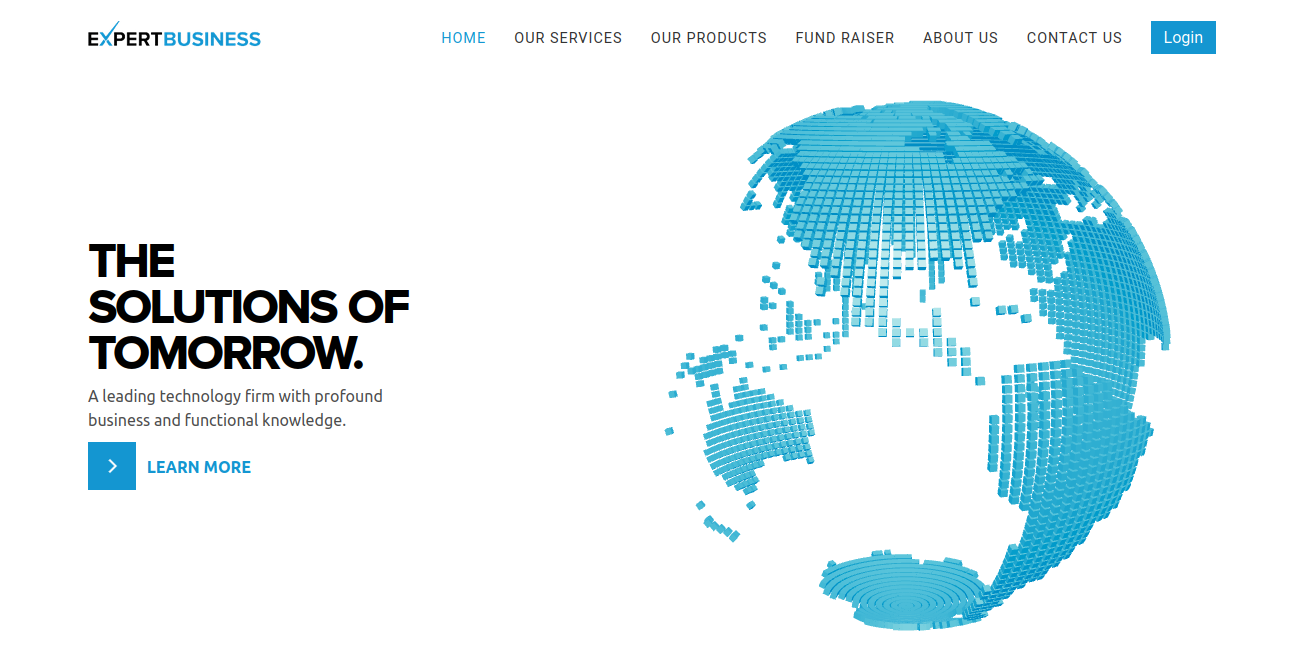 EXPERTBUSINESS
HOME OUR SERVICES OUR PRODUCTS FUND RAISER ABOUT US CONTACT US Login
THE
SOLUTIONS OF
TOMORROW.
A leading technology firm with profound
business and functional knowledge.
LEARN MORE